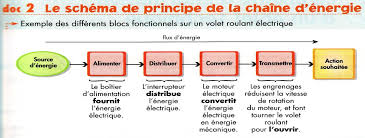 doc 2 Le schéma de principe de la chaîne d'énergie
Exemple des différents blocs fonctionnels sur un volet roulant électrique
flux d'énergie
Source d'énergie
Alimenter
Distribuer
Convertir
Transmettre
Action souhaitée
Le boîtier
d'alimentation
fournit
l'énergie
électrique.
L'interrupteur
distribue
l'énergie
électrique.
Le moteur
électrique
convertit
l'énergie
électrique
en énergie
mécanique.
Les engrenages
réduisent la vitesse
de rotation
du moteur, et font
tourner le volet
roulant
pour l'ouvrir.